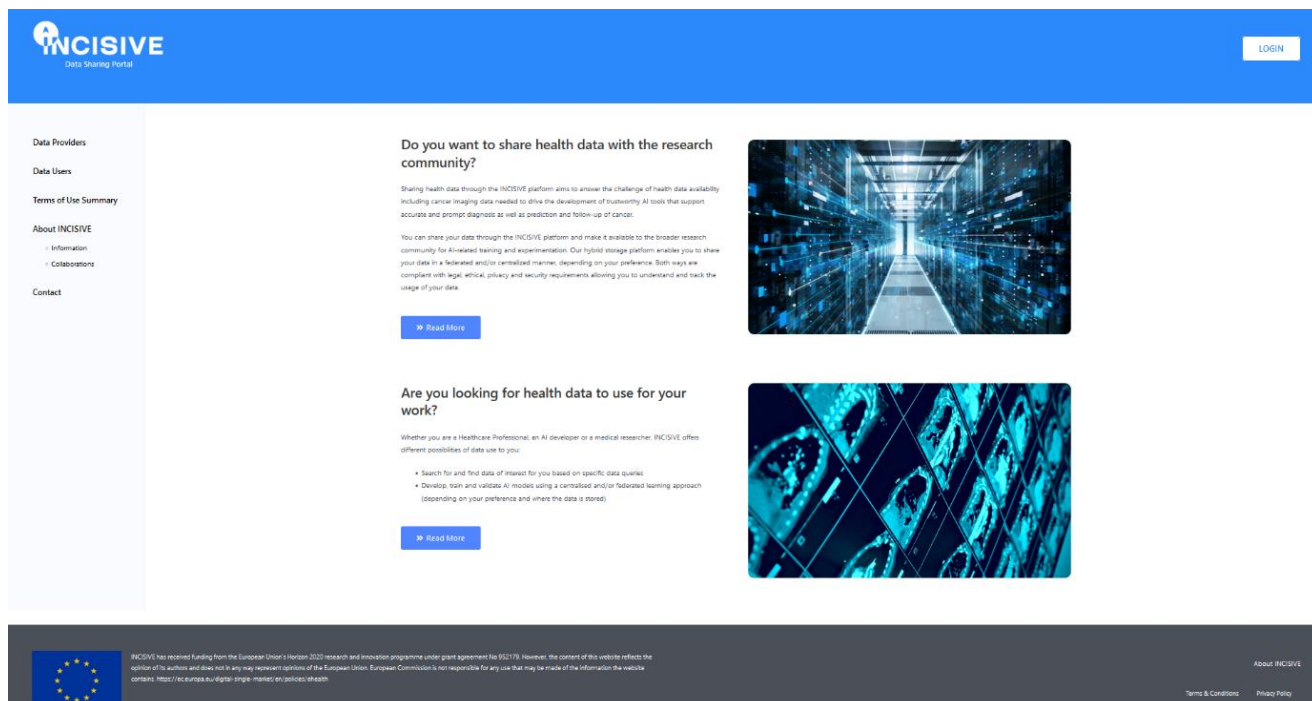 INCISIVE
Data Sharing Portal
LOGIN
Data Providers
Data Users
Terms of Use Summary
About INCISIVE
Information
Collaborations
Contact
Do you want to share health data with the research
community?
Sharing health data through the INCISIVE platform aims to answer the challenge of health data availability
including cancer imaging data needed to drive the development of trustworthy AI tools that support
accurate and prompt diagnosis as well as prediction and follow-up of cancer.
You can share your data through the INCISIVE platform and make it available to the broader research
community for AI-related training and experimentation. Our hybrid storage platform enables you to share
your data in a federated and/or centralized manner, depending on your preference. Both ways are
compliant with legal, ethical, privacy and security requirements allowing you to understand and track the
usage of your data.
» Read More
Are you looking for health data to use for your
work?
Whether you are a Healthcare Professional, an AI developer or a medical researcher, INCISIVE offers
different possibilities of data use to you:
• Search for and find data of interest for you based on specific data queries
• Develop, train and validate AI models using a centralised and/or federated learning approach
(depending on your preference and where the data is stored)
» Read More
INCISIVE has received funding from the European Union's Horizon 2020 research and innovation programme under grant agreement No 952179. However, the content of this website reflects the
opinion of its authors and does not in any way represent opinions of the European Union. European Commission is not responsible for any use that may be made of the information the website
contains. https://ec.europa.eu/digital-single-market/en/policies/ehealth
About INCISIVE
Terms & Conditions
Privacy Policy